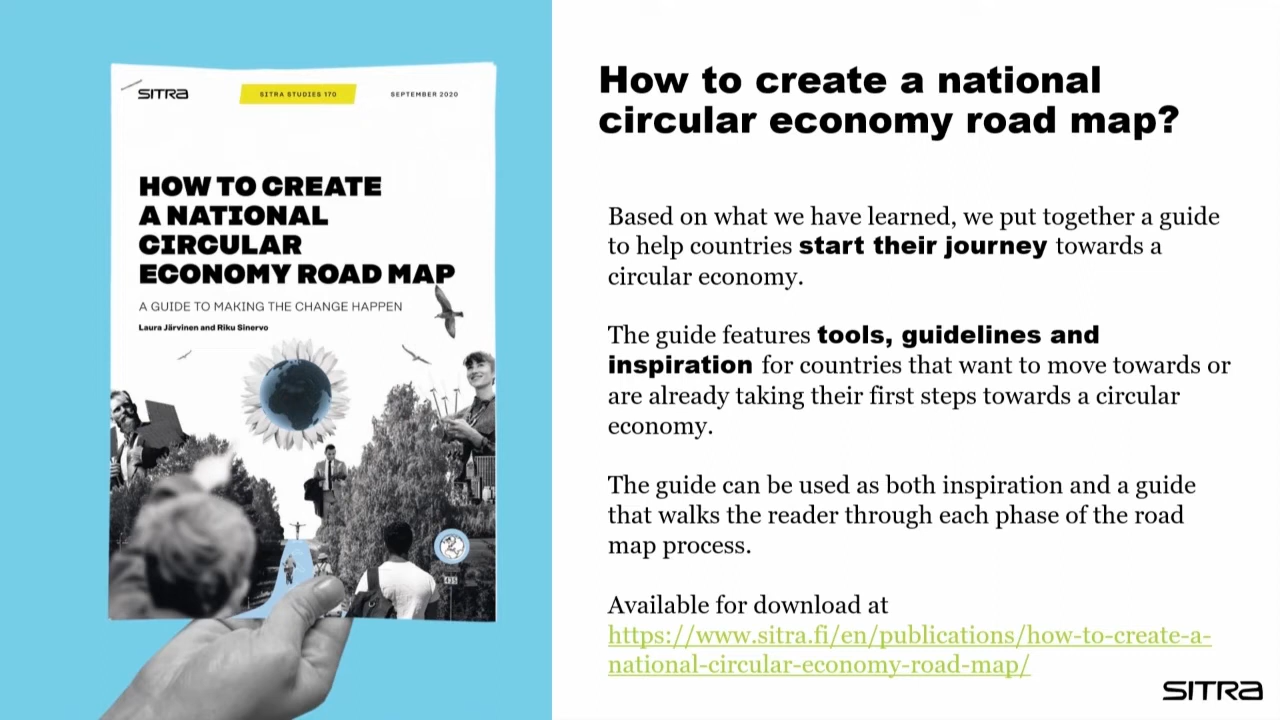 SITRA
SITRA STUDIES 170
SEPTEMBER 2020
HOW TO CREATE
A NATIONAL
CIRCULAR
ECONOMY ROAD MAP
A GUIDE TO MAKING THE CHANGE HAPPEN
Laura Järvinen and Riku Sinervo
How to create a national
circular economy road map?
Based on what we have learned, we put together a guide
to help countries start their journey towards a
circular economy.
The guide features tools, guidelines and
inspiration for countries that want to move towards or
are already taking their first steps towards a circular
economy.
The guide can be used as both inspiration and a guide
that walks the reader through each phase of the road
map process.
Available for download at
https://www.sitra.fi/en/publications/how-to-create-a-
national-circular-economy-road-map/
SITRA